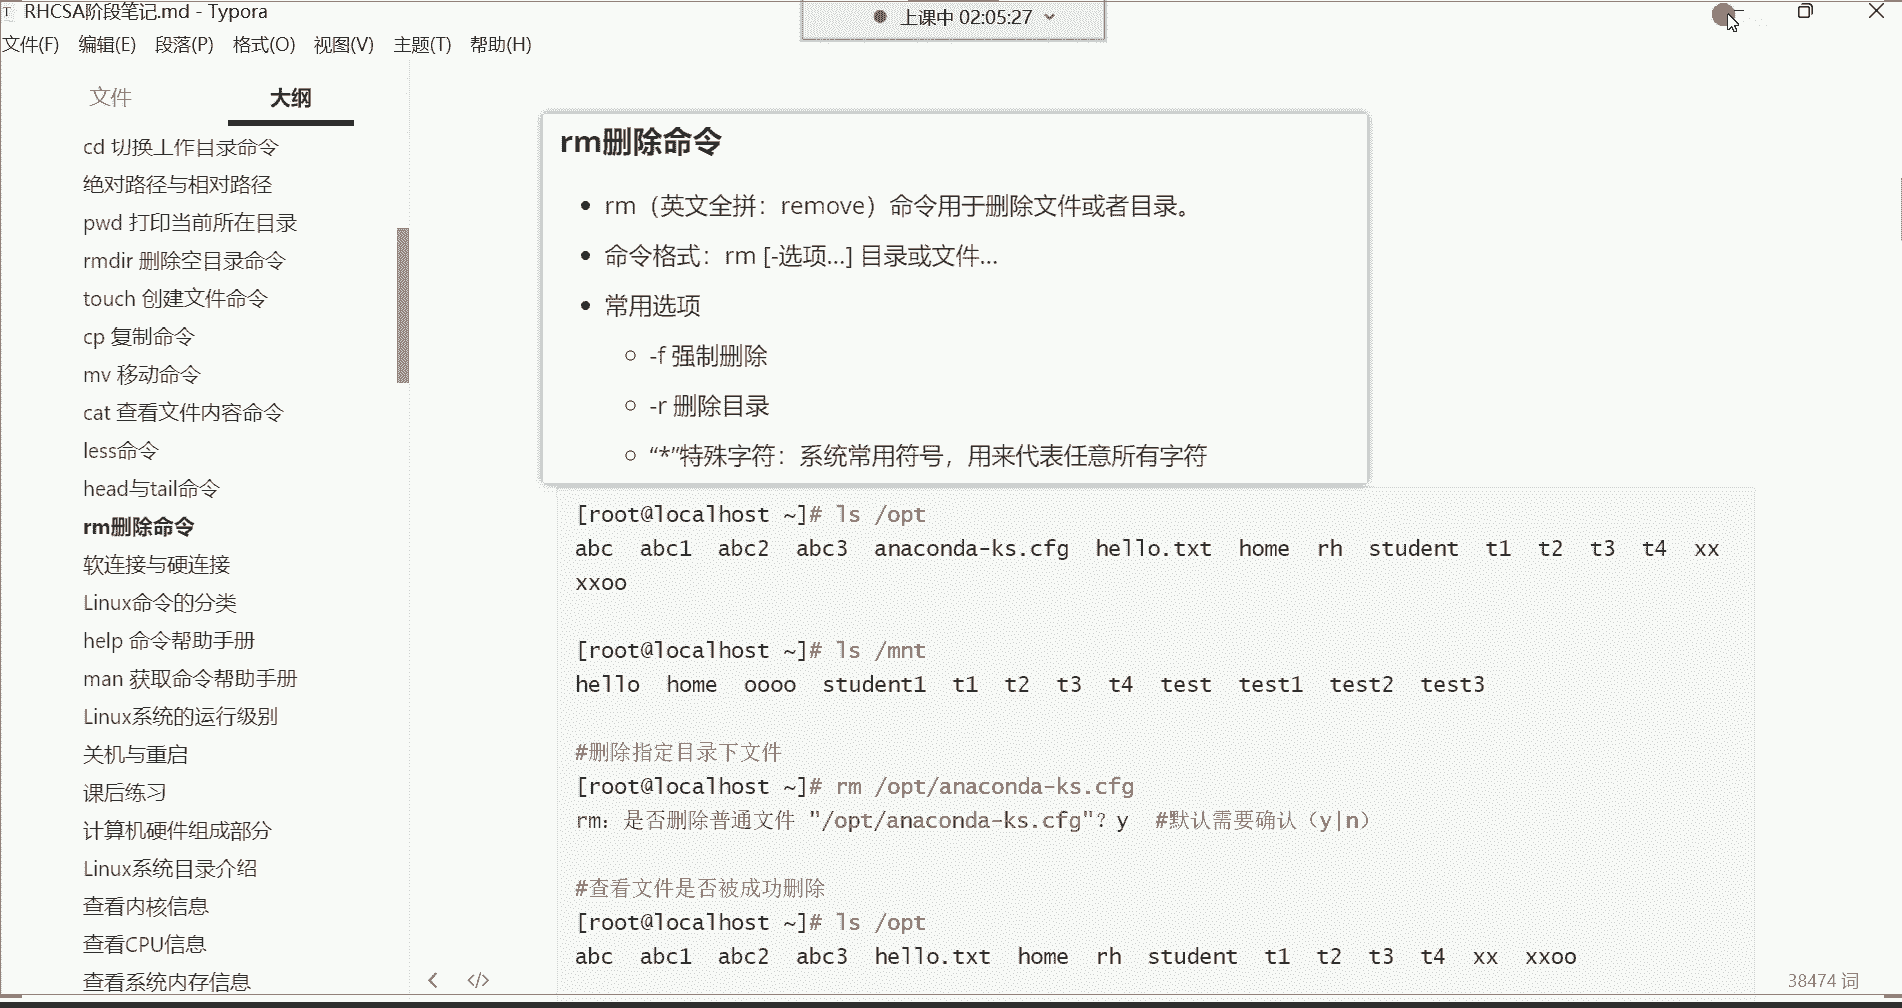 RHCSA阶段笔记.md - Typora
上课中 02:05:27
文件(F) 编辑(E) 段落(P) 格式(O) 视图(V) 主题(T) 帮助(H)
文件 大纲
cd 切换工作目录命令
绝对路径与相对路径
pwd 打印当前所在目录
rmdir 删除空目录命令
touch 创建文件命令
cp 复制命令
mv 移动命令
cat 查看文件内容命令
less命令
head与tail命令
rm删除命令
软连接与硬连接
Linux命令的分类
help 命令帮助手册
man 获取命令帮助手册
Linux系统的运行级别
关机与重启
课后练习
计算机硬件组成部分
Linux系统目录介绍
查看内核信息
查看CPU信息
查看系统内存信息
rm删除命令
• rm（英文全拼：remove）命令用于删除文件或者目录。
• 命令格式：rm [-选项...] 目录或文件...
• 常用选项
○ -f 强制删除
○ -r 删除目录
○ “*”特殊字符：系统常用符号，用来代表任意所有字符
[root@localhost ~]# ls /opt
abc abc1 abc2 abc3 anaconda-ks.cfg hello.txt home rh student t1 t2 t3 t4 xx
xxoo
[root@localhost ~]# ls /mnt
hello home oooo student1 t1 t2 t3 t4 test test1 test2 test3
#删除指定目录下文件
[root@localhost ~]# rm /opt/anaconda-ks.cfg
rm：是否删除普通文件 "/opt/anaconda-ks.cfg"？y #默认需要确认（y|n）
#查看文件是否被成功删除
[root@localhost ~]# ls /opt
abc abc1 abc2 abc3 hello.txt home rh student t1 t2 t3 t4 xx xxoo
38474 词